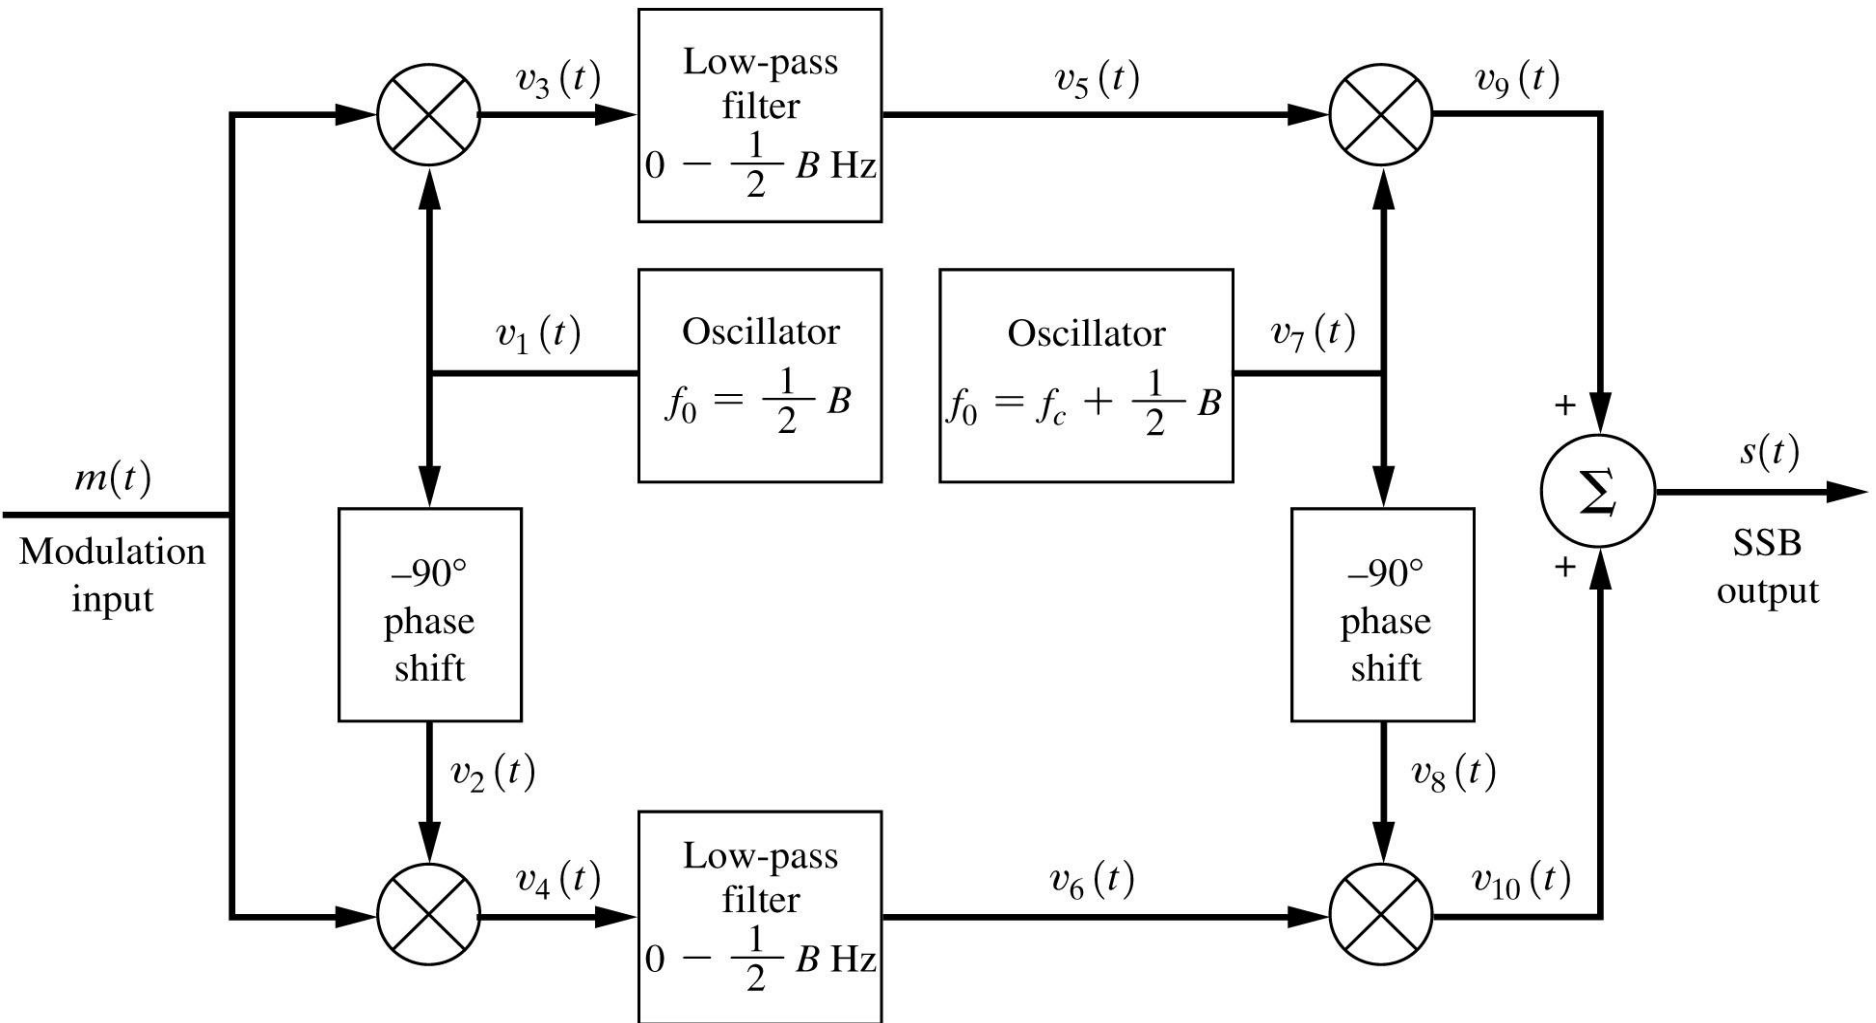 v₃(t)
Low-pass
filter
0 – 1/2 B Hz
v₅(t)
v₉(t)
v₁(t)
Oscillator
f₀ = 1/2 B
Oscillator
f₀ = f_c + 1/2 B
v₇(t)
+
m(t)
Modulation
input
–90°
phase
shift
–90°
phase
shift
Σ
+
s(t)
SSB
output
v₂(t)
v₈(t)
v₄(t)
Low-pass
filter
0 – 1/2 B Hz
v₆(t)
v₁₀(t)